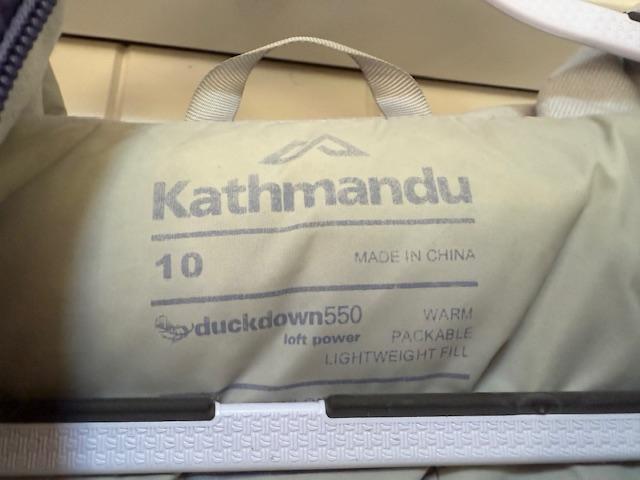 Kathmandu
10 MADE IN CHINA
duckdown550 WARM
loft power PACKABLE
LIGHTWEIGHT FILL